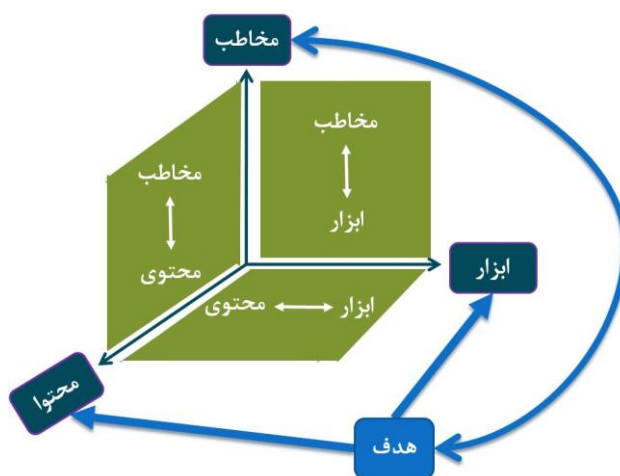 مخاطب
مخاطب
ابزار
مخاطب
محتوی
ابزار
ابزار
محتوی
محتوا
هدف